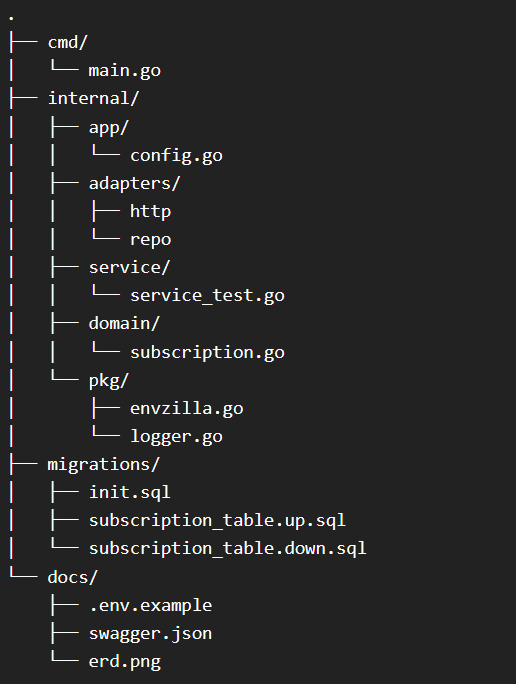 .
├── cmd/
│   └── main.go
├── internal/
│   ├── app/
│   │   └── config.go
│   ├── adapters/
│   │   ├── http
│   │   └── repo
│   ├── service/
│   │   └── service_test.go
│   ├── domain/
│   │   └── subscription.go
│   └── pkg/
│       ├── envzilla.go
│       └── logger.go
├── migrations/
│   ├── init.sql
│   ├── subscription_table.up.sql
│   └── subscription_table.down.sql
└── docs/
    ├── .env.example
    ├── swagger.json
    └── erd.png